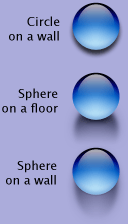 Circle
on a wall
Sphere
on a floor
Sphere
on a wall